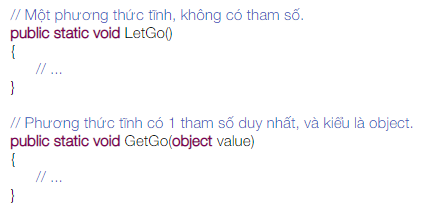 // Một phương thức tĩnh, không có tham số.
public static void LetGo()
{
// ...
}
// Phương thức tĩnh có 1 tham số duy nhất, và kiểu là object.
public static void GetGo(object value)
{
// ...
}